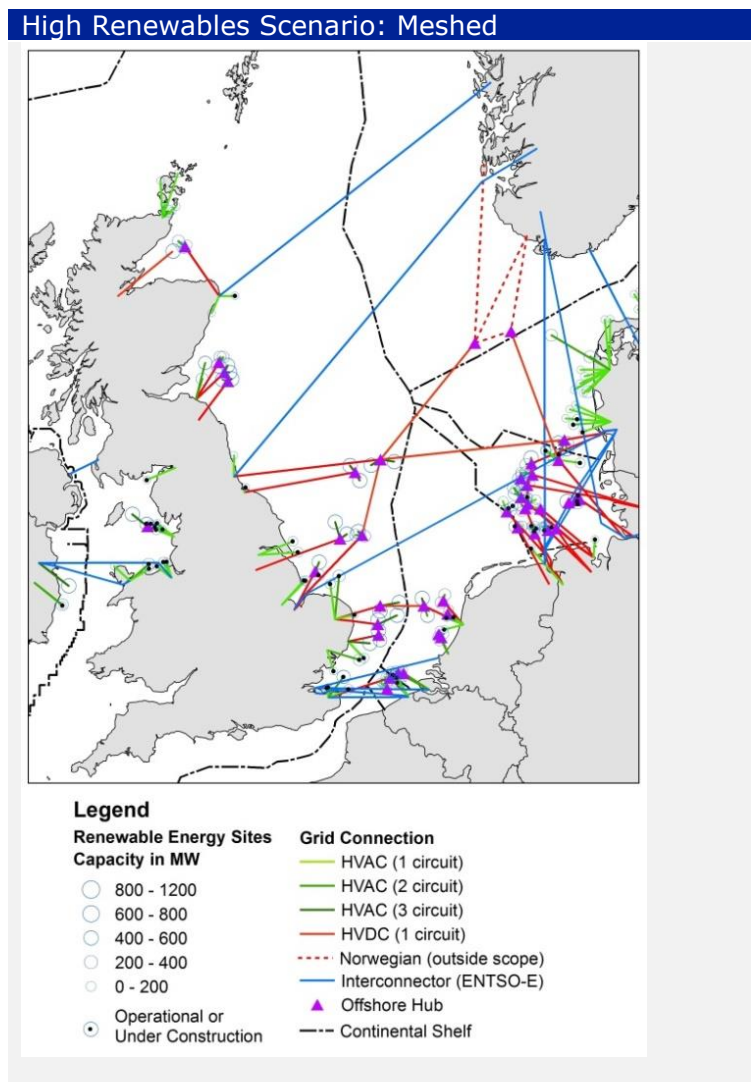 High Renewables Scenario: Meshed
Legend
Renewable Energy Sites
Capacity in MW
800 - 1200
600 - 800
400 - 600
200 - 400
0 - 200
Operational or
Under Construction
Grid Connection
HVAC (1 circuit)
HVAC (2 circuit)
HVAC (3 circuit)
HVDC (1 circuit)
Norwegian (outside scope)
Interconnector (ENTSO-E)
Offshore Hub
Continental Shelf